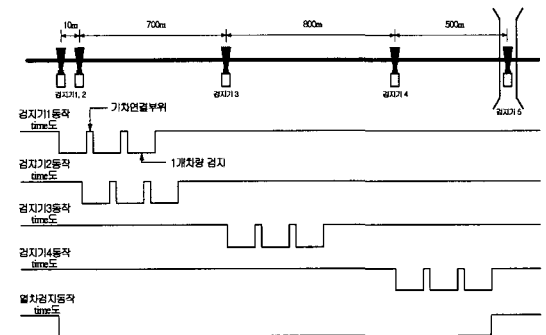 10m 700m 800m 500m
검지기1, 2 검지기3 검지기4 검지기5
기차연결부위
검지기1동작
time도
1개차량 검지
검지기2동작
time도
검지기3동작
time도
검지기4동작
time도
열차검지동작
time도